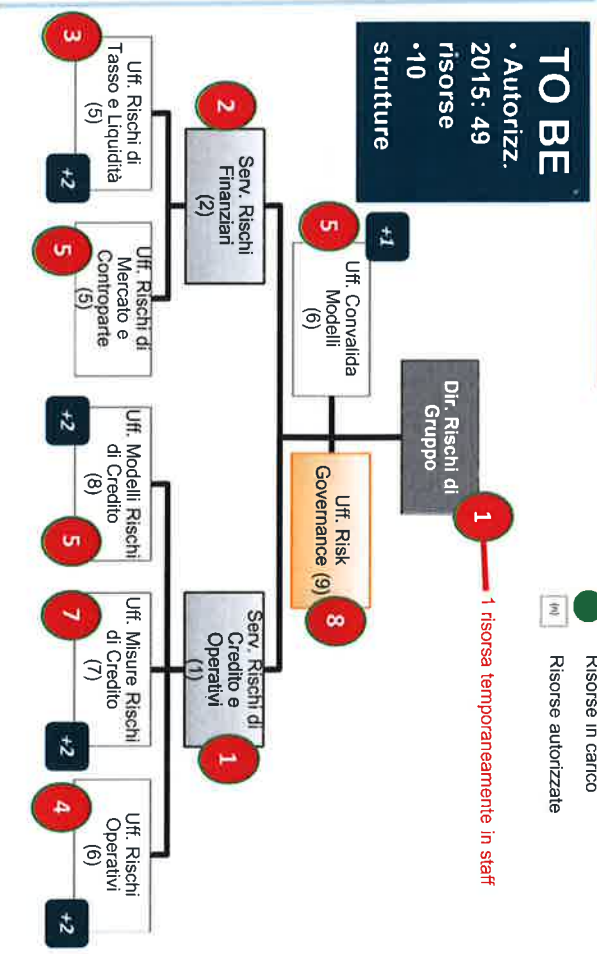 TO BE
• Autorizz.
2015: 49
risorse
•10
strutture
Risorse in carico
(n)
Risorse autorizzate
Dir. Rischi di
Gruppo
1
1 risorsa temporaneamente in staff
+1
5
Uff. Convalida
Modelli
(6)
Uff. Risk
Governance (9)
8
2
Serv. Rischi
Finanziari
(2)
Serv. Rischi di
Credito e
Operativi
(1)
1
3
Uff. Rischi di
Tasso e Liquidità
(5)
+2
Uff. Rischi di
Mercato e
Controparte
(5)
5
Uff. Modelli Rischi
di Credito
(8)
+2
5
Uff. Misure Rischi
di Credito
(7)
7
+2
Uff. Rischi
Operativi
(6)
4
+2